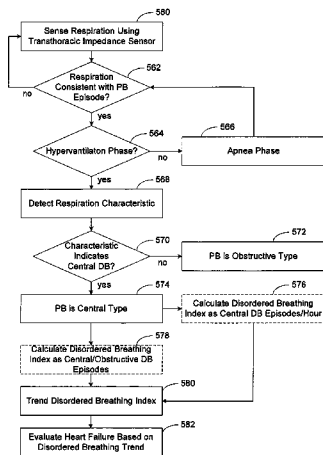 580
Sense Respiration Using
Transthoracic Impedance Sensor
562
Respiration
Consistent with PB
Episode?
no
yes
564
566
Hyperventilaton Phase?
no
Apnea Phase
yes
568
Detect Respiration Characteristic
570
572
Characteristic
Indicates
Central DB?
no
PB is Obstructive Type
yes
574
576
PB is Central Type
Calculate Disordered Breathing
Index as Central DB Episodes/Hour
578
Calculate Disordered Breathing
Index as Central/Obstructive DB
Episodes
580
Trend Disordered Breathing Index
582
Evaluate Heart Failure Based on
Disordered Breathing Trend